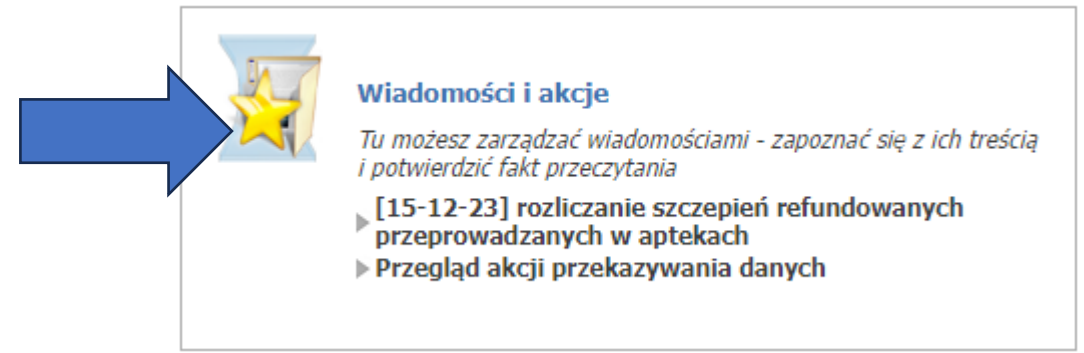 Wiadomości i akcje
Tu możesz zarządzać wiadomościami - zapoznać się z ich treścią
i potwierdzić fakt przeczytania
[15-12-23] rozliczanie szczepień refundowanych
przeprowadzanych w aptekach
Przegląd akcji przekazywania danych